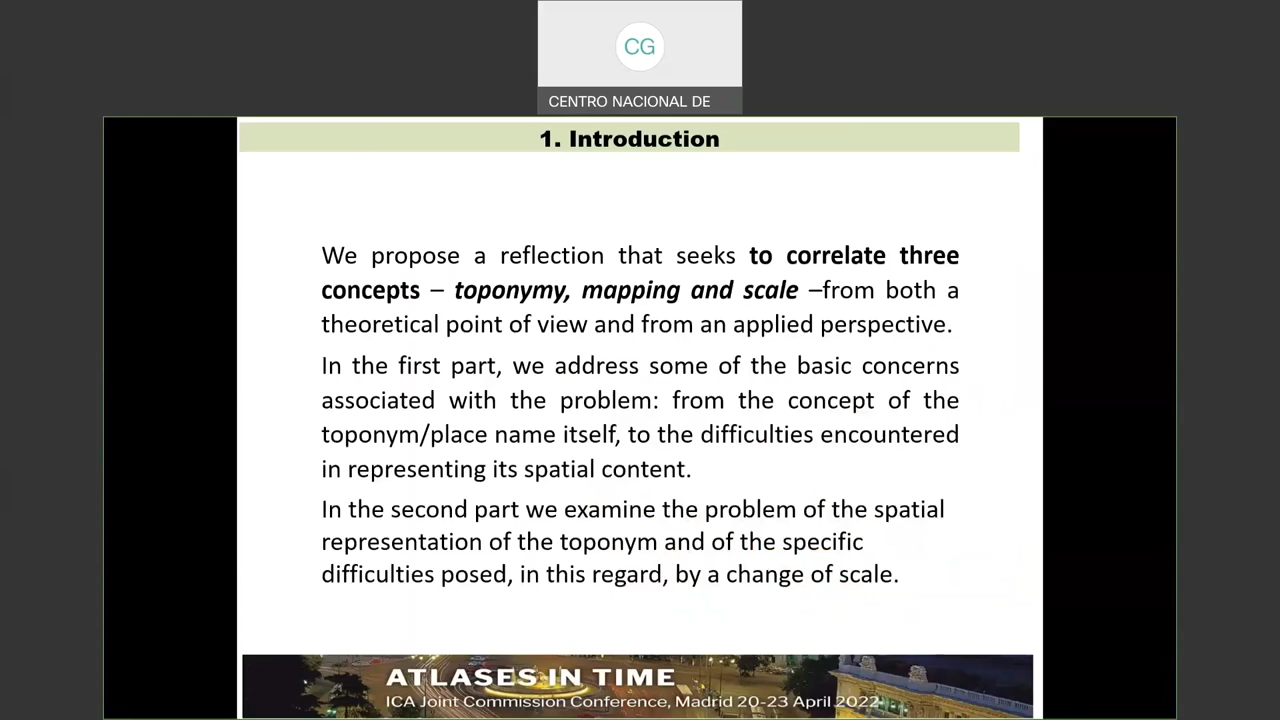 CG
CENTRO NACIONAL DE
1. Introduction
We propose a reflection that seeks to correlate three
concepts – toponymy, mapping and scale –from both a
theoretical point of view and from an applied perspective.
In the first part, we address some of the basic concerns
associated with the problem: from the concept of the
toponym/place name itself, to the difficulties encountered
in representing its spatial content.
In the second part we examine the problem of the spatial
representation of the toponym and of the specific
difficulties posed, in this regard, by a change of scale.
ATLASES IN TIME
ICA Joint Commission Conference, Madrid 20-23 April 2022